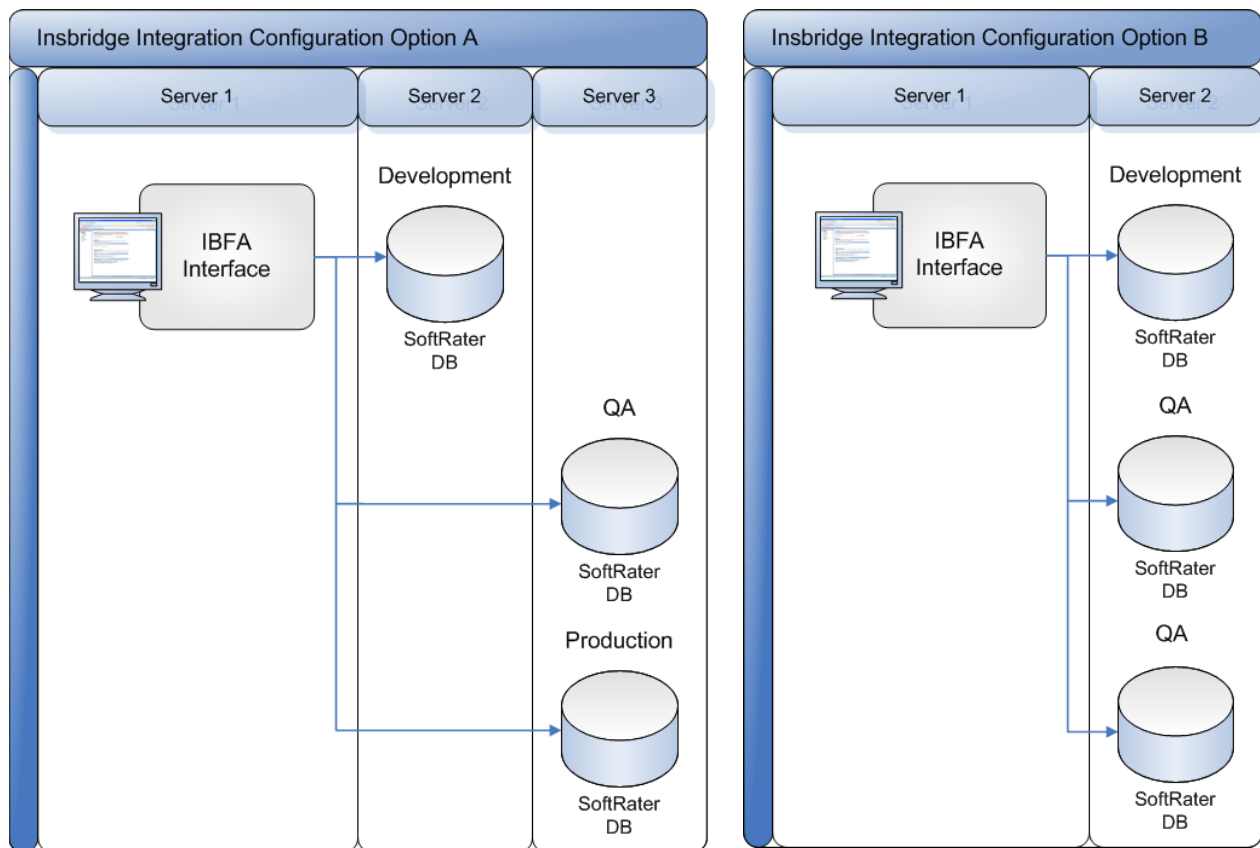 Insbridge Integration Configuration Option A
Server 1
Server 2
Server 3
Development
IBFA
Interface
SoftRater
DB
QA
SoftRater
DB
Production
SoftRater
DB
Insbridge Integration Configuration Option B
Server 1
Server 2
Development
IBFA
Interface
SoftRater
DB
QA
SoftRater
DB
QA
SoftRater
DB